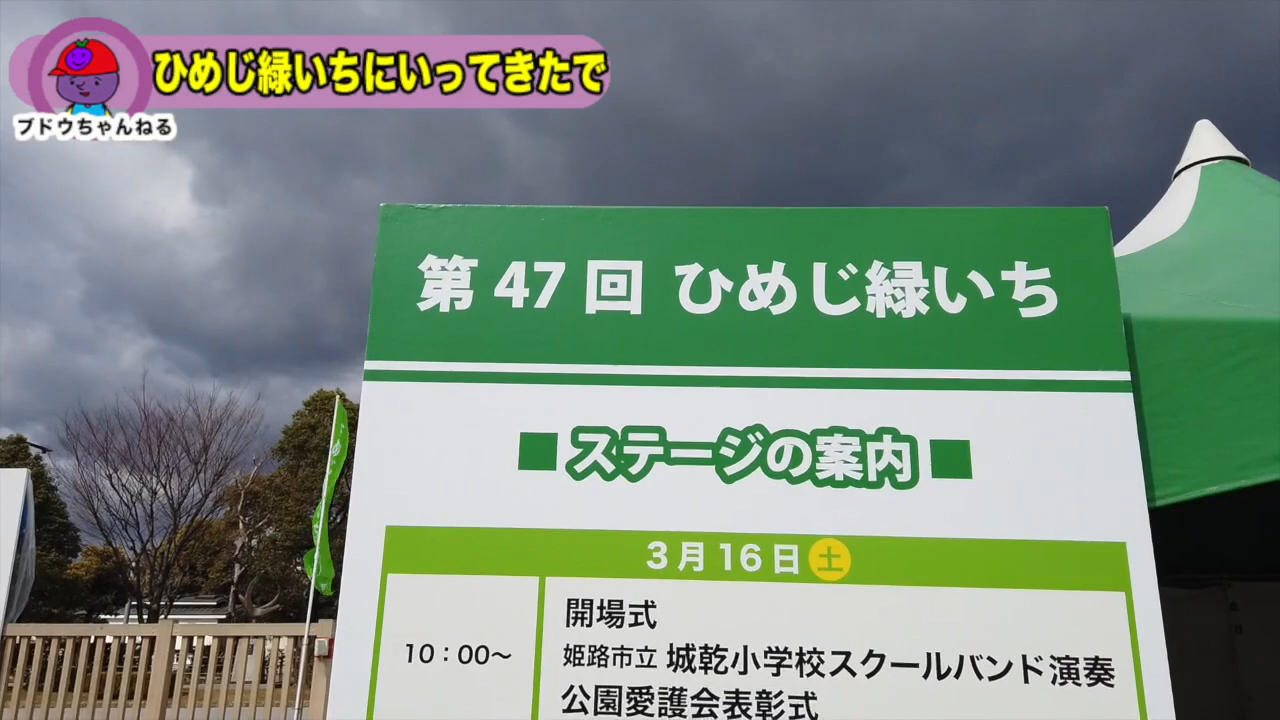 ひめじ緑いちにいってきたで
ブドウちゃんねる
第47回 ひめじ緑いち
■ステージの案内■
3月16日 土
10:00〜
開場式
姫路市立 城乾小学校スクールバンド演奏
公園愛護会表彰式